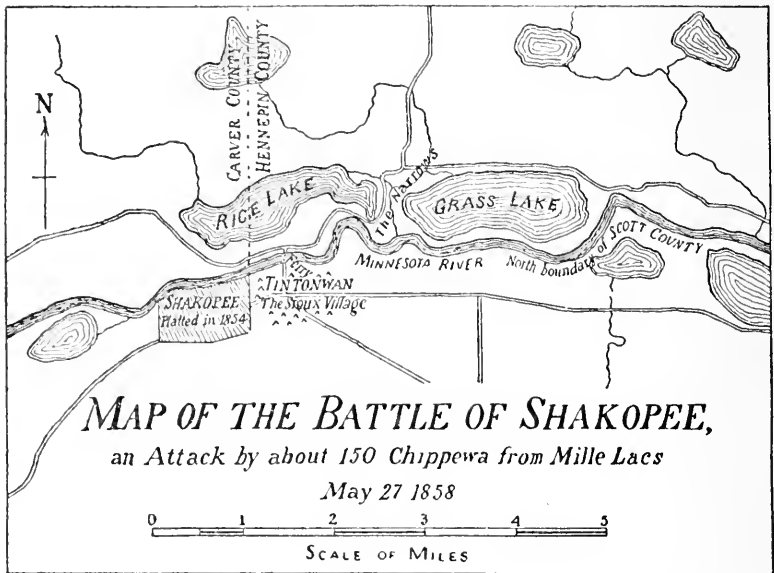 CARVER COUNTY
HENNEPIN COUNTY
N
RICE LAKE
THE NARROWS
GRASS LAKE
MINNESOTA RIVER
North boundary of SCOTT COUNTY
Ferry
TINTONWAN
The Sioux Village
SHAKOPEE
Platted in 1854
MAP OF THE BATTLE OF SHAKOPEE,
an Attack by about 150 Chippewa from Mille Lacs
May 27 1858
0 1 2 3 4 5
SCALE OF MILES